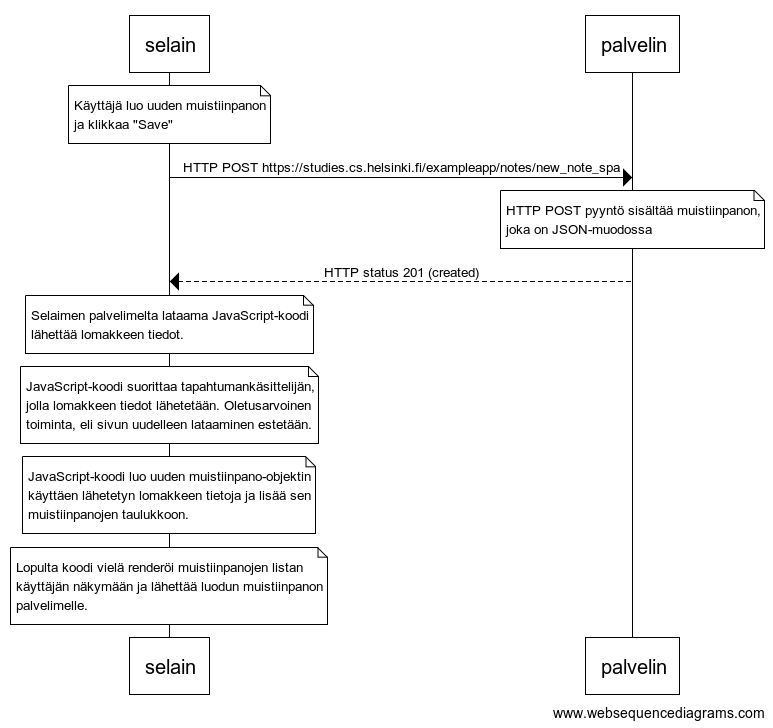 selain
palvelin
Käyttäjä luo uuden muistiinpanon
ja klikkaa "Save"
HTTP POST https://studies.cs.helsinki.fi/exampleapp/notes/new_note_spa
HTTP POST pyyntö sisältää muistiinpanon,
joka on JSON-muodossa
HTTP status 201 (created)
Selaimen palvelimelta lataama JavaScript-koodi
lähettää lomakkeen tiedot.
JavaScript-koodi suorittaa tapahtumankäsittelijän,
jolla lomakkeen tiedot lähetetään. Oletusarvoinen
toiminta, eli sivun uudelleen lataaminen estetään.
JavaScript-koodi luo uuden muistiinpano-objektin
käyttäen lähetetyn lomakkeen tietoja ja lisää sen
muistiinpanojen taulukkoon.
Lopulta koodi vielä renderöi muistiinpanojen listan
käyttäjän näkymään ja lähettää luodun muistiinpanon
palvelimelle.
selain
palvelin
www.websequencediagrams.com